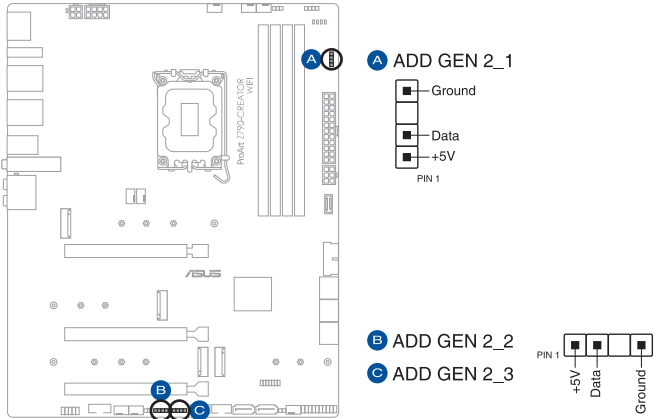 A
A ADD GEN 2_1
Ground
Data
+5V
PIN 1
ProArt Z790-CREATOR
WIFI
ASUS
B
C
B ADD GEN 2_2
C ADD GEN 2_3
PIN 1
+5V
Data
Ground